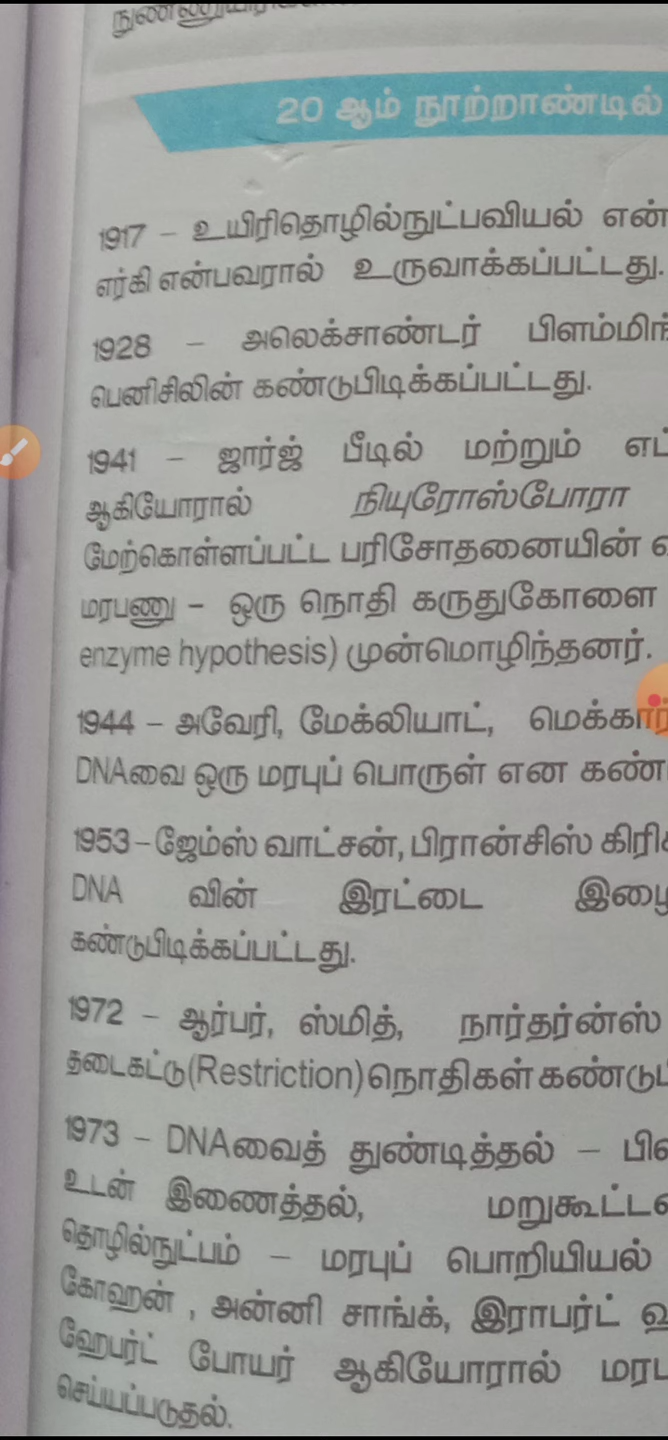 20 ஆம் நூற்றாண்டில்
1917 – உயிரிதொழில்நுட்பவியல் என்
எர்கி என்பவரால் உருவாக்கப்பட்டது.
1928 – அலெக்சாண்டர் பிளம்மிங்
பெனிசிலின் கண்டுபிடிக்கப்பட்டது.
1941 – ஜார்ஜ் பீடில் மற்றும் எட்
ஆகியோரால் நியுரோஸ்போரா
மேற்கொள்ளப்பட்ட பரிசோதனையின்
மரபணு – ஒரு நொதி கருதுகோளை
enzyme hypothesis) முன்மொழிந்தனர்.
1944 – அவேரி, மேக்லியாட், மெக்கார்
DNAவை ஒரு மரபுப் பொருள் என கண்
1953 – ஜேம்ஸ் வாட்சன், பிரான்சிஸ் கிரிக்
DNA வின் இரட்டை இழை
கண்டுபிடிக்கப்பட்டது.
1972 – ஆர்பர், ஸ்மித், நார்தர்ன்ஸ்
தடைகட்டு(Restriction) நொதிகள் கண்டுபி
1973 – DNAவைத் துண்டித்தல் –
உடன் இணைத்தல், மறுகூட்ட
தொழில்நுட்பம் – மரபுப் பொறியியல்
கோஹன் , அன்னி சாங்க், இராபர்ட்
ஹேபர்ட் போயர் ஆகியோரால் மரப
செய்யப்படுதல்.